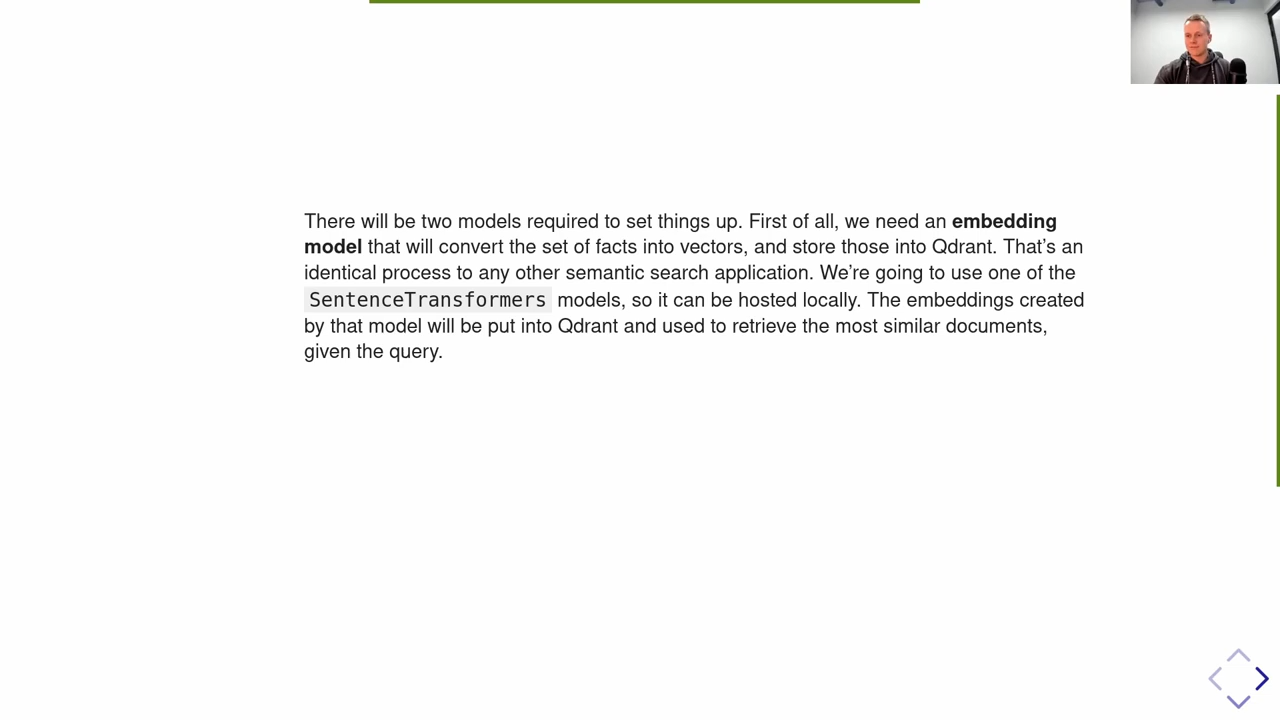 There will be two models required to set things up. First of all, we need an embedding
model that will convert the set of facts into vectors, and store those into Qdrant. That’s an
identical process to any other semantic search application. We’re going to use one of the
SentenceTransformers models, so it can be hosted locally. The embeddings created
by that model will be put into Qdrant and used to retrieve the most similar documents,
given the query.